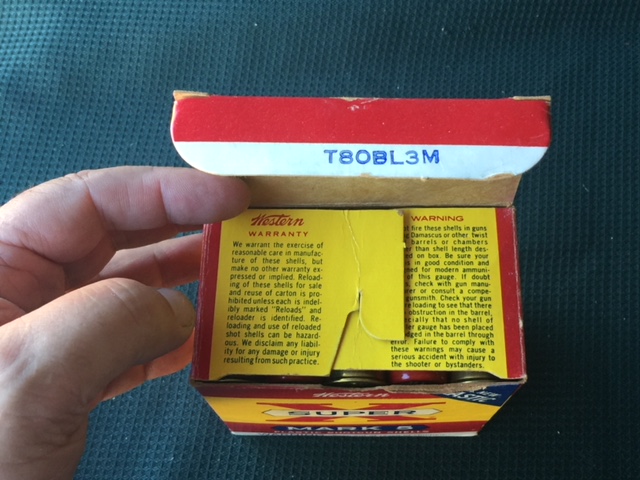 T80BL3M
Western
WARRANTY
We warrant the exercise of
reasonable care in manufac-
ture of these shells, but
make no other warranty ex-
pressed or implied. Reload-
ing of these shells for sale
and reuse of carton is pro-
hibited unless each is indel-
ibly marked "Reloads" and
reloader is identified. Re-
loading and use of reloaded
shot shells can be hazard-
ous. We disclaim any liabil-
ity for any damage or injury
resulting from such practice.
WARNING
fire these shells in guns
Damascus or other twist
barrels or chambers
than shell length des-
on box. Be sure your
in good condition and
for modern ammuni-
of this gauge. If doubt
check with gun manu-
or consult a compe-
gunsmith. Check your gun
loading to see that there
obstruction in the barrel,
that no shell of
gauge has been placed
in the barrel through
error. Failure to comply with
these warnings may cause a
serious accident with injury to
the shooter or bystanders.
Western
SUPER
MARK 5
SHOTGUN SHELLS